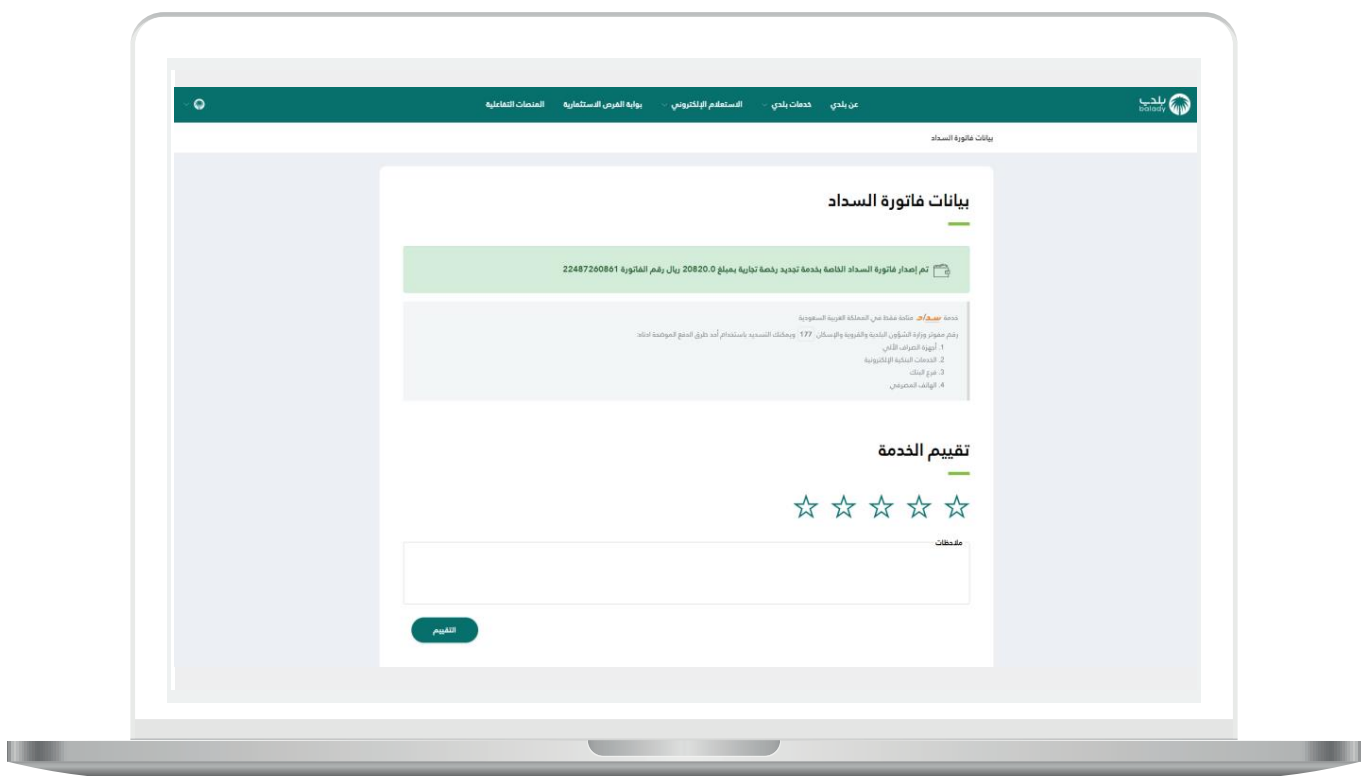 بلدي
balady
عن بلدي
خدمات بلدي
الاستعلام الإلكتروني
بوابة الفرص الاستثمارية
المنصات التفاعلية
بيانات فاتورة السداد
بيانات فاتورة السداد
تم إصدار فاتورة السداد الخاصة بخدمة تجديد رخصة تجارية بمبلغ 20820.0 ريال رقم الفاتورة 22487260861
خدمة سداد متاحة فقط في المملكة العربية السعودية
رقم مفوتر وزارة الشؤون البلدية والقروية والإسكان 177 ويمكنك التسديد باستخدام أحد طرق الدفع الموضحة ادناه:
1. أجهزة الصراف الآلي
2. الخدمات البنكية الإلكترونية
3. فرع البنك
4. الهاتف المصرفي
تقييم الخدمة
ملاحظات
التقييم